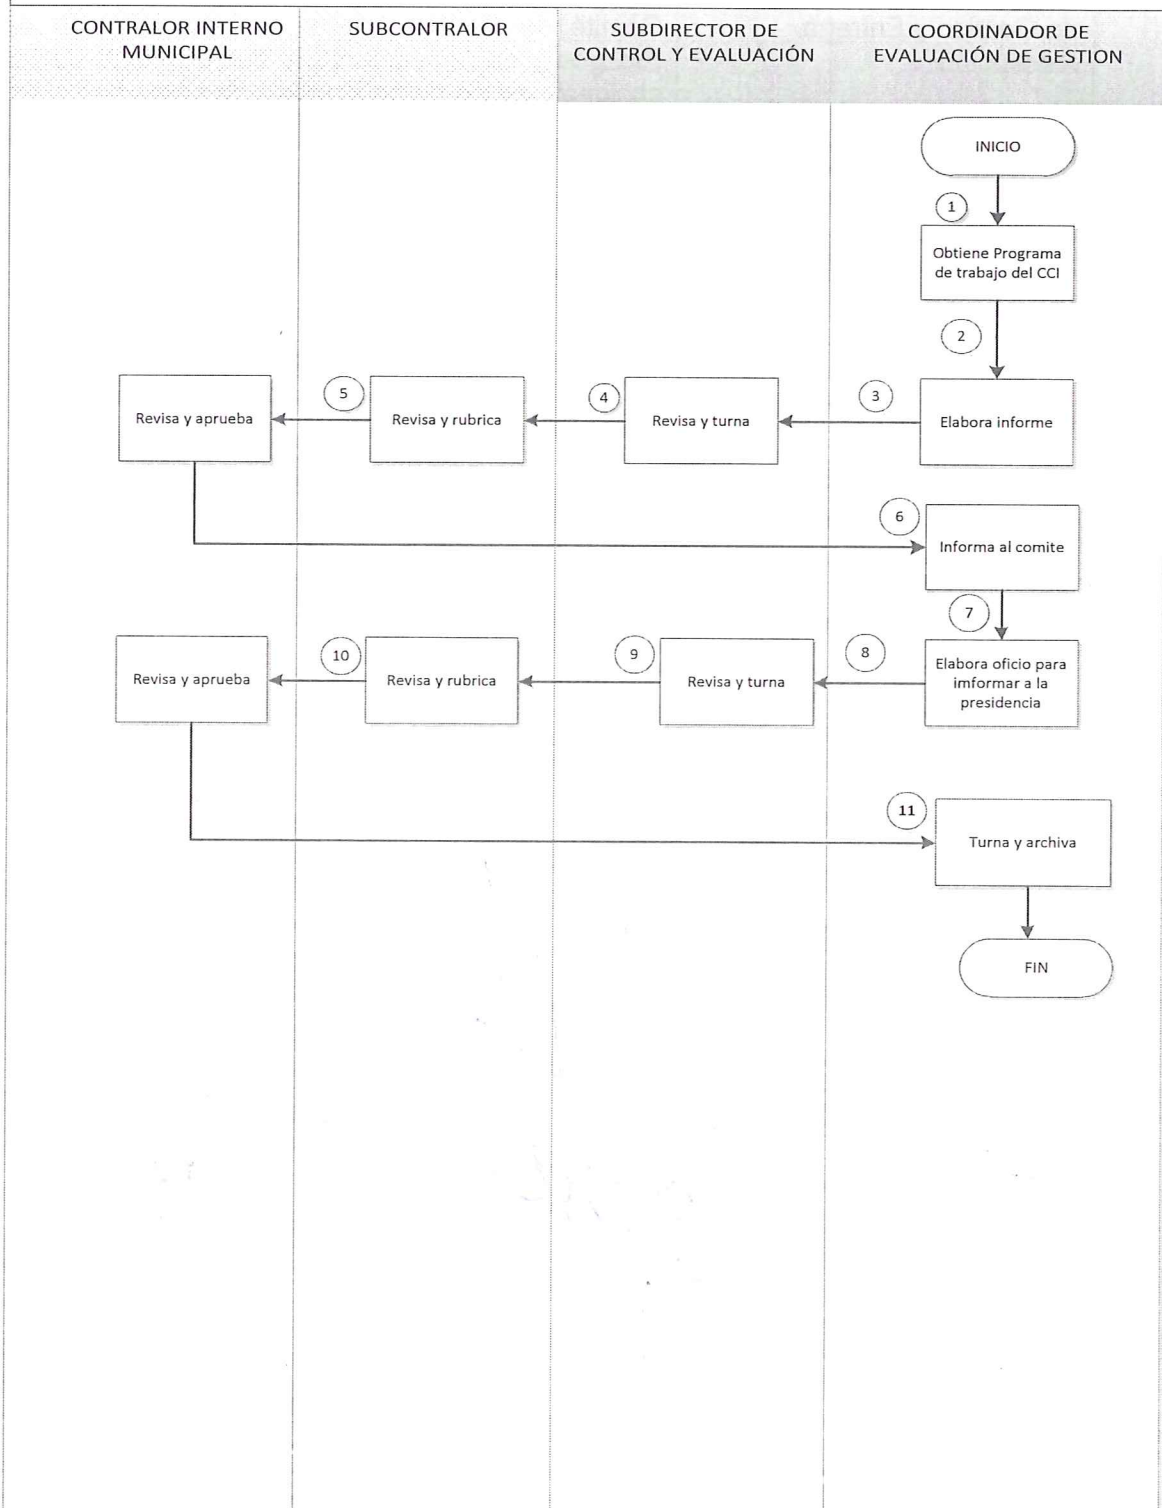 CONTRALOR INTERNO
MUNICIPAL
SUBCONTRALOR
SUBDIRECTOR DE
CONTROL Y EVALUACIÓN
COORDINADOR DE
EVALUACIÓN DE GESTION
INICIO
1
Obtiene Programa
de trabajo del CCI
2
Elabora informe
3
Revisa y turna
4
Revisa y rubrica
5
Revisa y aprueba
6
Informa al comite
7
Elabora oficio para
imformar a la
presidencia
8
Revisa y turna
9
Revisa y rubrica
10
Revisa y aprueba
11
Turna y archiva
FIN